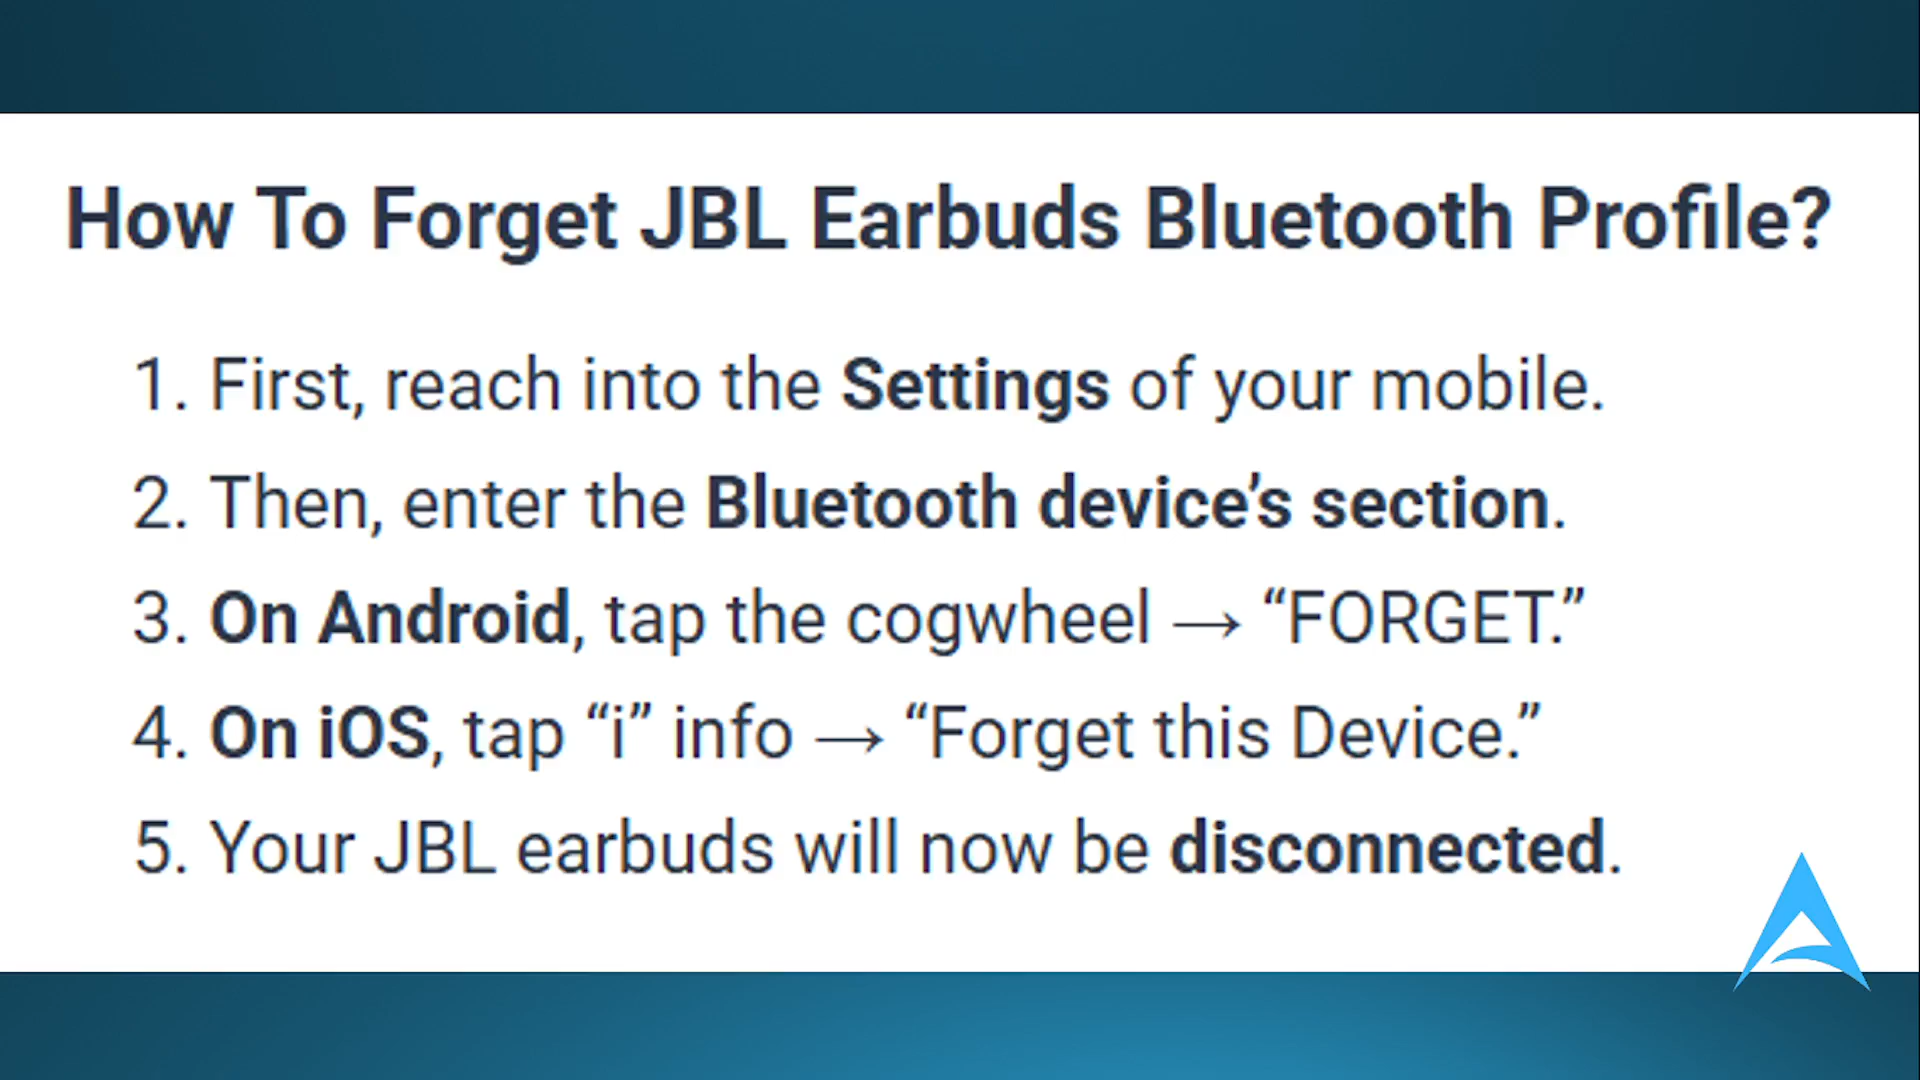 How To Forget JBL Earbuds Bluetooth Profile?
1. First, reach into the Settings of your mobile.
2. Then, enter the Bluetooth device’s section.
3. On Android, tap the cogwheel → “FORGET.”
4. On iOS, tap “i” info → “Forget this Device.”
5. Your JBL earbuds will now be disconnected.